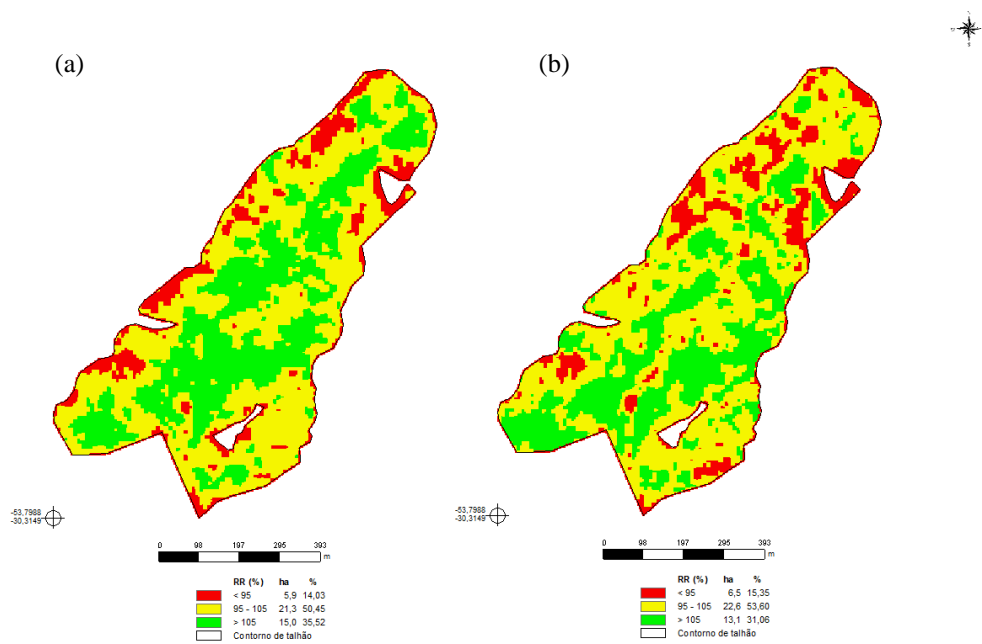 (a)
(b)
-53,7988
-30,3149
0 98 197 295 393
m
RR (%) ha %
< 95 5,9 14,03
95 - 105 21,3 50,45
> 105 15,0 35,52
Contorno de talhão
-53,7988
-30,3149
0 98 197 295 393
m
RR (%) ha %
< 95 6,5 15,35
95 - 105 22,6 53,60
> 105 13,1 31,06
Contorno de talhão